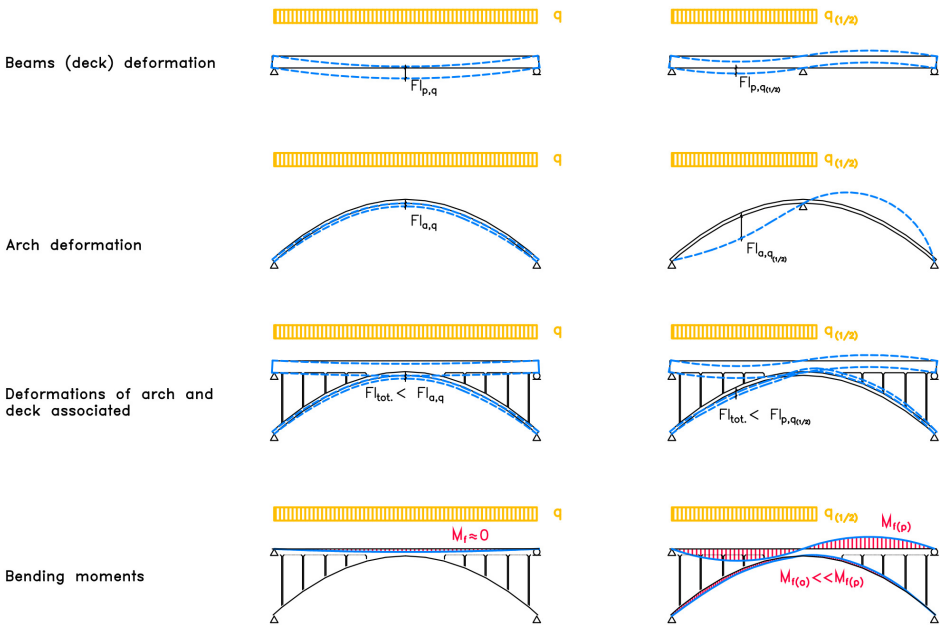 q
q(1/2)
Beams (deck) deformation
Flp,q
Flp,q(1/2)
q
q(1/2)
Arch deformation
Fla,q
Fla,q(1/2)
q
q(1/2)
Deformations of arch and
deck associated
Fltot. < Fla,q
Fltot. < Flp,q(1/2)
q
q(1/2)
Mf(p)
Mf≈0
Bending moments
Mf(a)<<Mf(p)